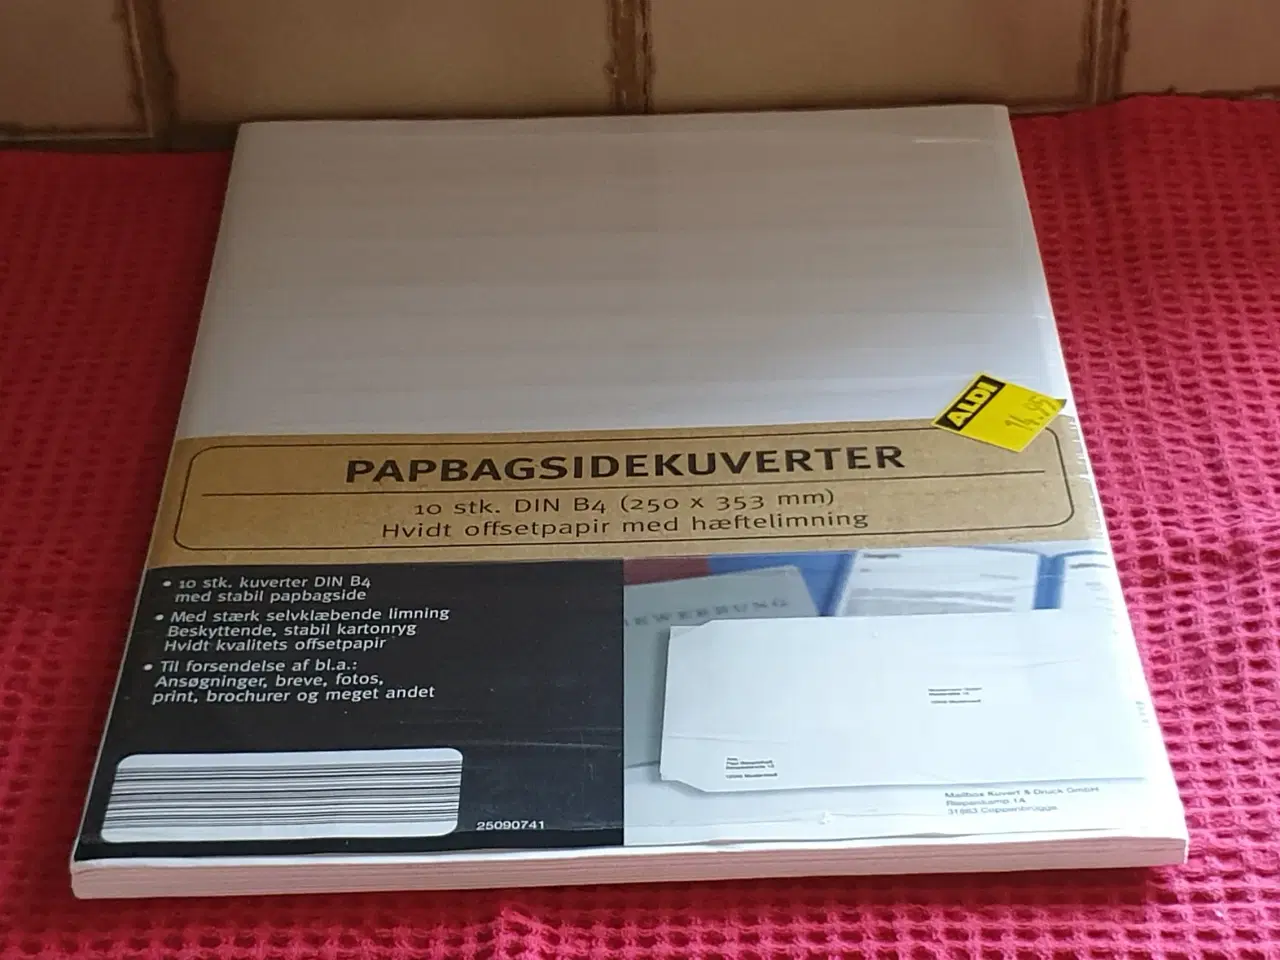 ALDI
14.95
PAPBAGSIDEKUVERTER
10 stk. DIN B4 (250 x 353 mm)
Hvidt offsetpapir med hæftelimning
• 10 stk. kuverter DIN B4
med stabil papbagside
• Med stærk selvklæbende limning
Beskyttende, stabil kartonryg
Hvidt kvalitets offsetpapir
• Til forsendelse af bl.a.:
Ansøgninger, breve, fotos,
print, brochurer og meget andet
25090741
BEWERBUNG
Mailbox Kuvert & Druck GmbH
31863 Coppenbrügge